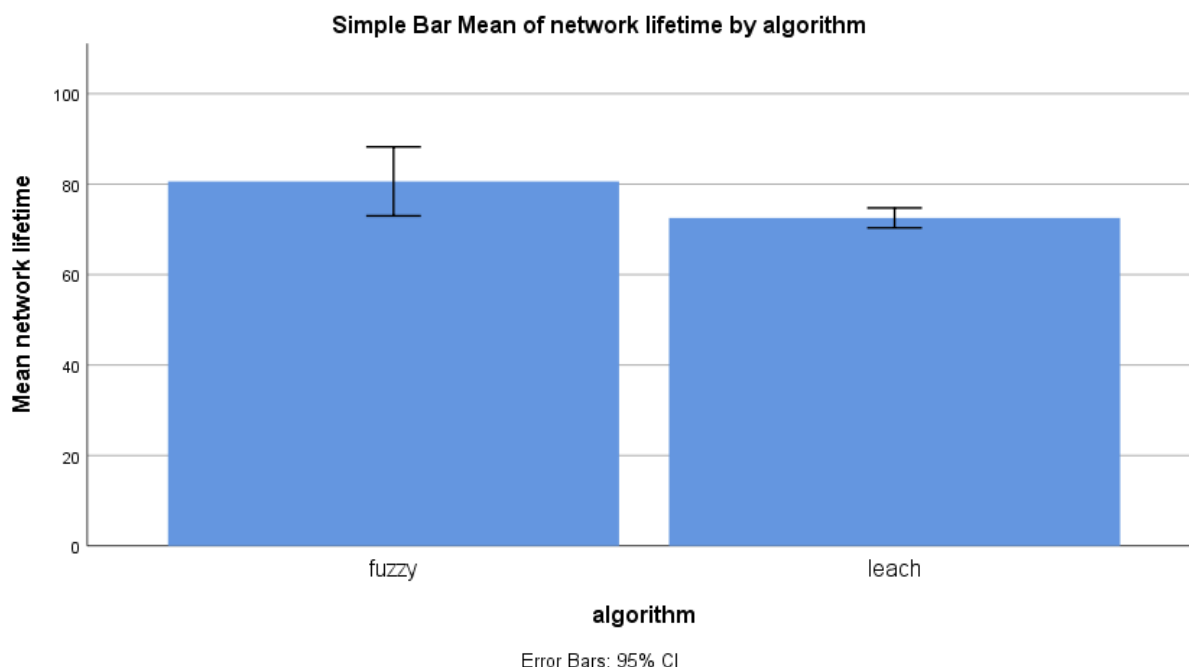 Simple Bar Mean of network lifetime by algorithm
Mean network lifetime
100
80
60
40
20
0
fuzzy
leach
algorithm
Error Bars: 95% CI